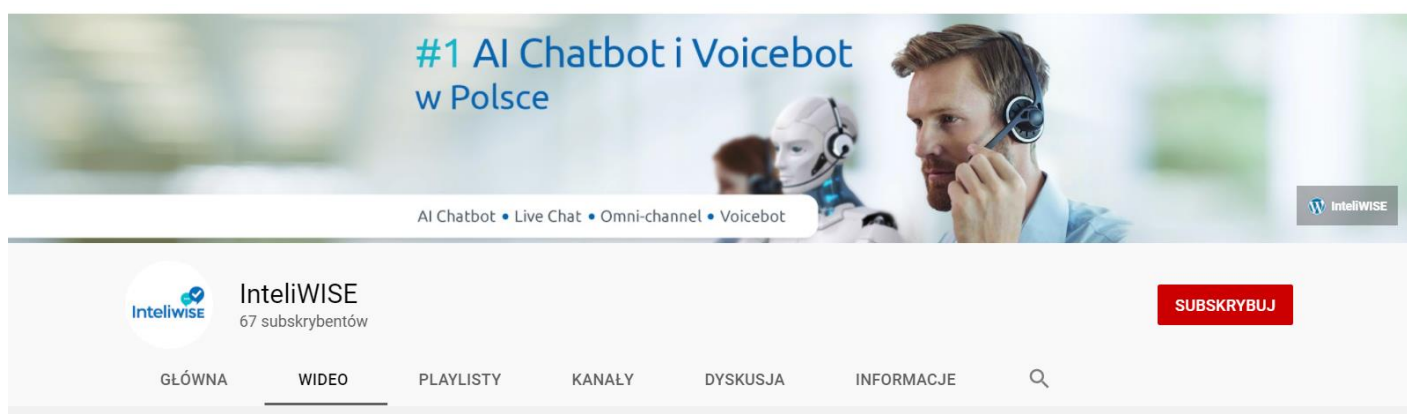 #1 AI Chatbot i Voicebot
w Polsce
AI Chatbot • Live Chat • Omni-channel • Voicebot
InteliWISE
InteliWISE
InteliWISE
67 subskrybentów
SUBSKRYBUJ
GŁÓWNA WIDEO PLAYLISTY KANAŁY DYSKUSJA INFORMACJE